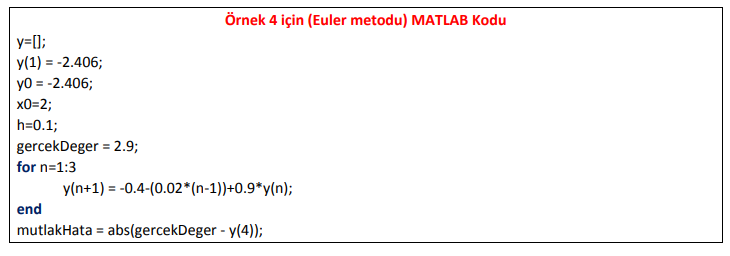 Örnek 4 için (Euler metodu) MATLAB Kodu
y=[];
y(1) = -2.406;
y0 = -2.406;
x0=2;
h=0.1;
gercekDeger = 2.9;
for n=1:3
y(n+1) = -0.4-(0.02*(n-1))+0.9*y(n);
end
mutlakHata = abs(gercekDeger - y(4));